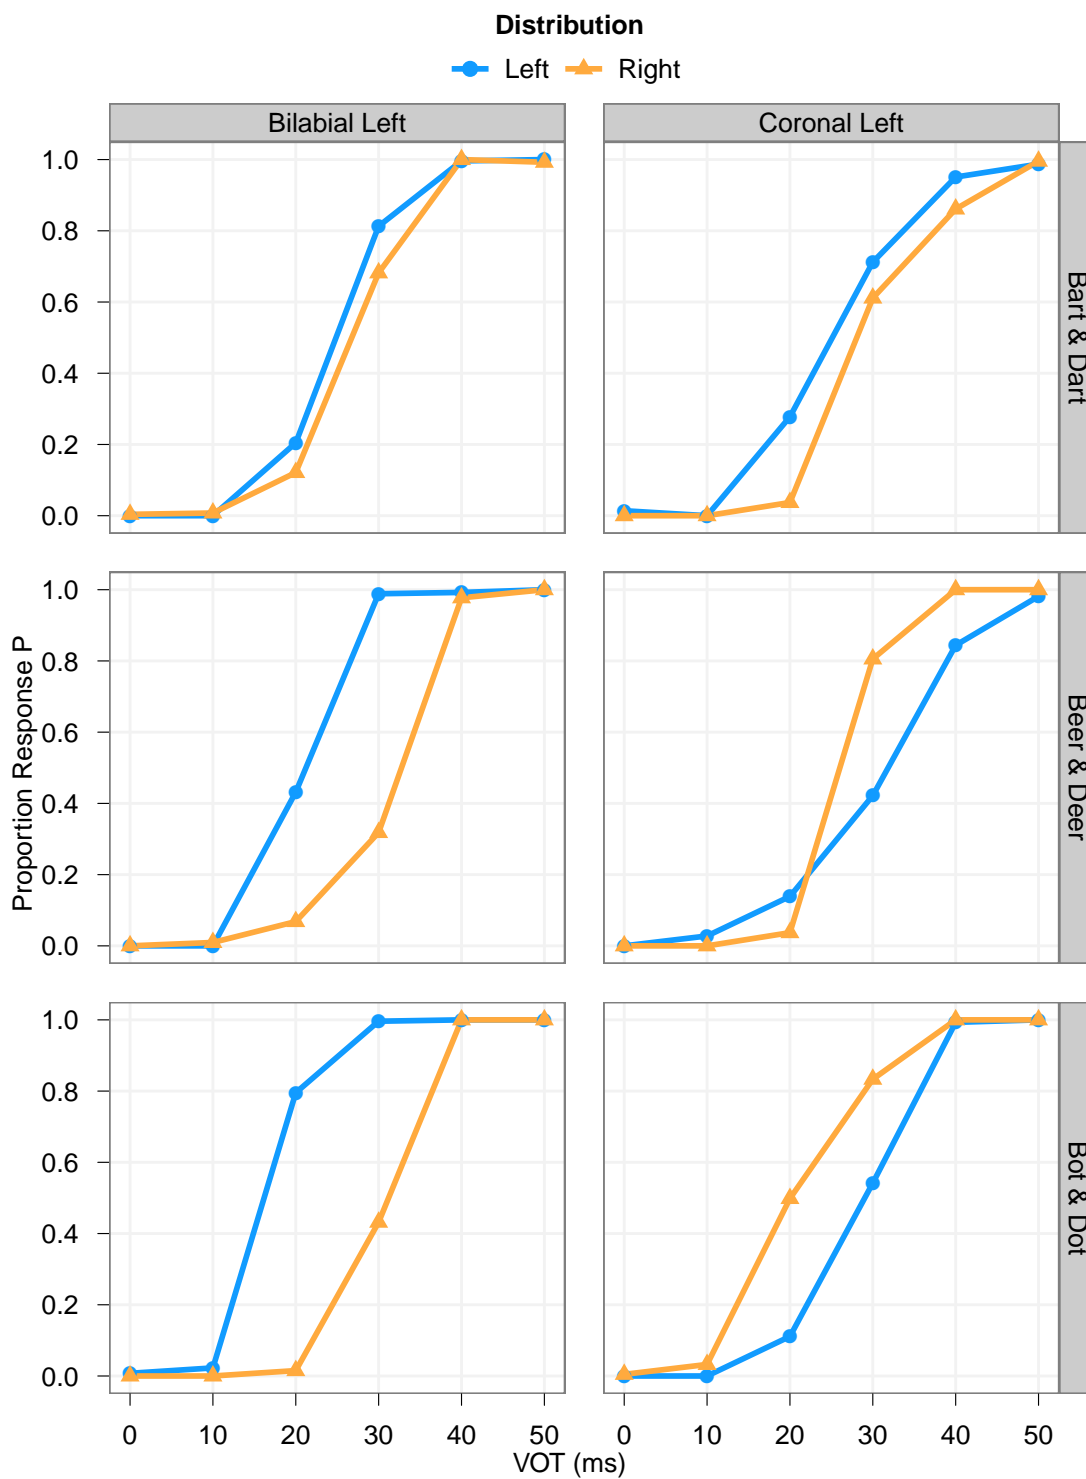 Distribution
Left Right
Bilabial Left
Coronal Left
1.0
0.8
0.6
0.4
0.2
0.0
Bart & Dart
1.0
0.8
0.6
0.4
0.2
0.0
Beer & Deer
Proportion Response P
1.0
0.8
0.6
0.4
0.2
0.0
Bot & Dot
0 10 20 30 40 50
0 10 20 30 40 50
VOT (ms)